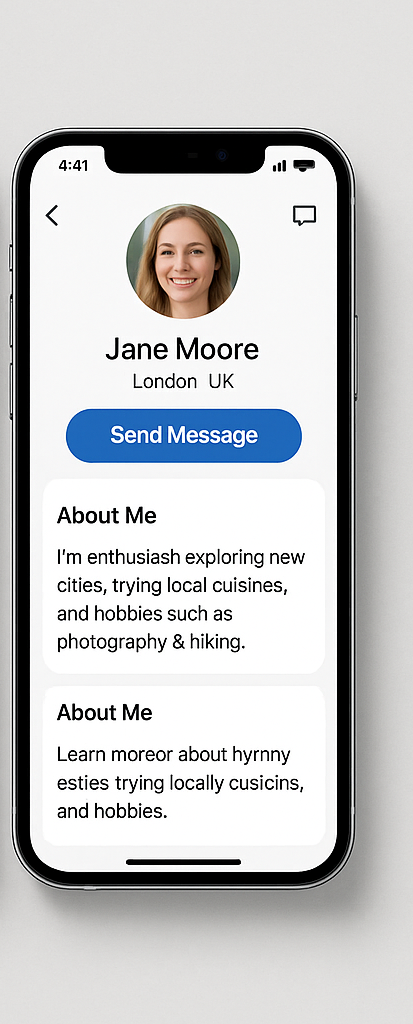 4:41
Jane Moore
London UK
Send Message
About Me
I'm enthusiash exploring new
cities, trying local cuisines,
and hobbies such as
photography & hiking.
About Me
Learn moreor about hyrnny
esties trying locally cusicins,
and hobbies.